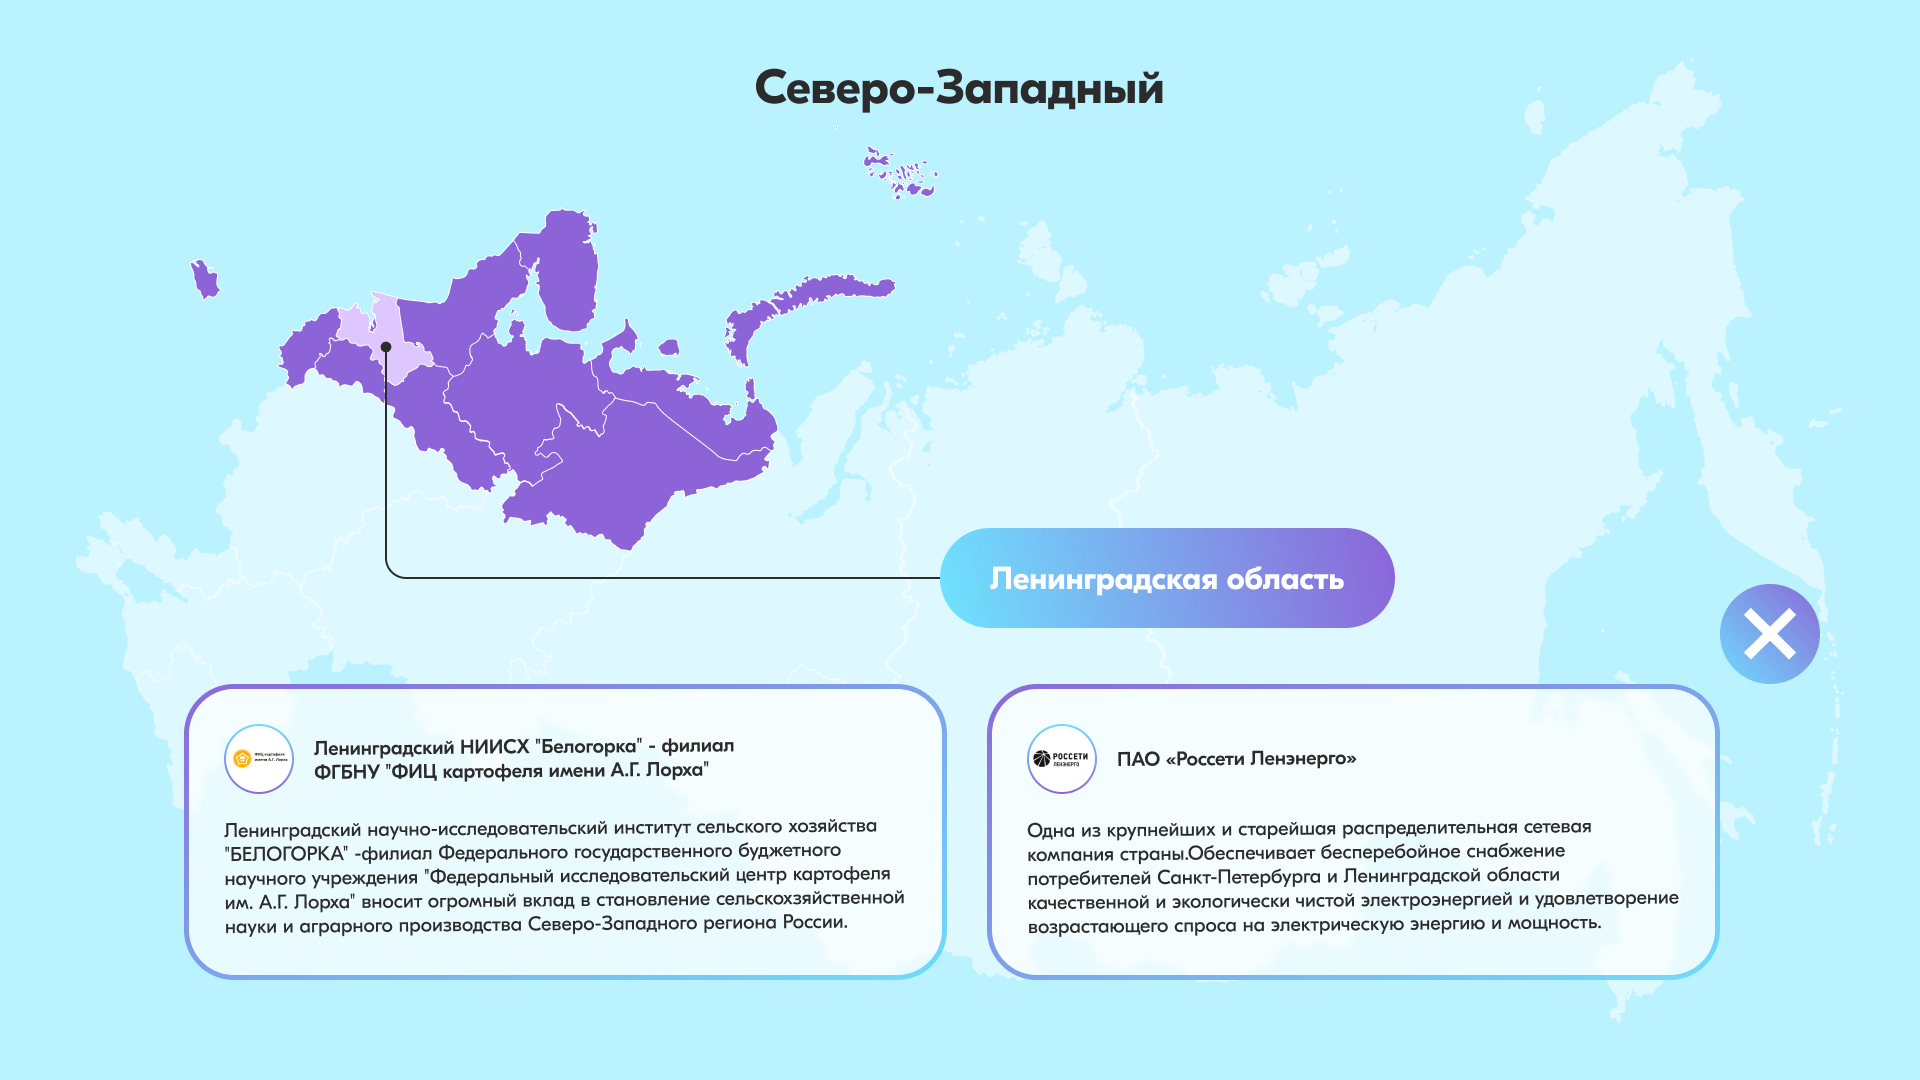 Северо-Западный
Ленинградская область
ФИЦ картофеля
имени А.Г. Лорха
Ленинградский НИИСХ "Белогорка" - филиал
ФГБНУ "ФИЦ картофеля имени А.Г. Лорха"
Ленинградский научно-исследовательский институт сельского хозяйства
"БЕЛОГОРКА" -филиал Федерального государственного буджетного
научного учреждения "Федеральный исследовательский центр картофеля
им. А.Г. Лорха" вносит огромный вклад в становление сельскохзяйственной
науки и аграрного производства Северо-Западного региона России.
РОССЕТИ
ЛЕНЭНЕРГО
ПАО «Россети Ленэнерго»
Одна из крупнейших и старейшая распределительная сетевая
компания страны.Обеспечивает бесперебойное снабжение
потребителей Санкт-Петербурга и Ленинградской области
качественной и экологически чистой электроэнергией и удовлетворение
возрастающего спроса на электрическую энергию и мощность.